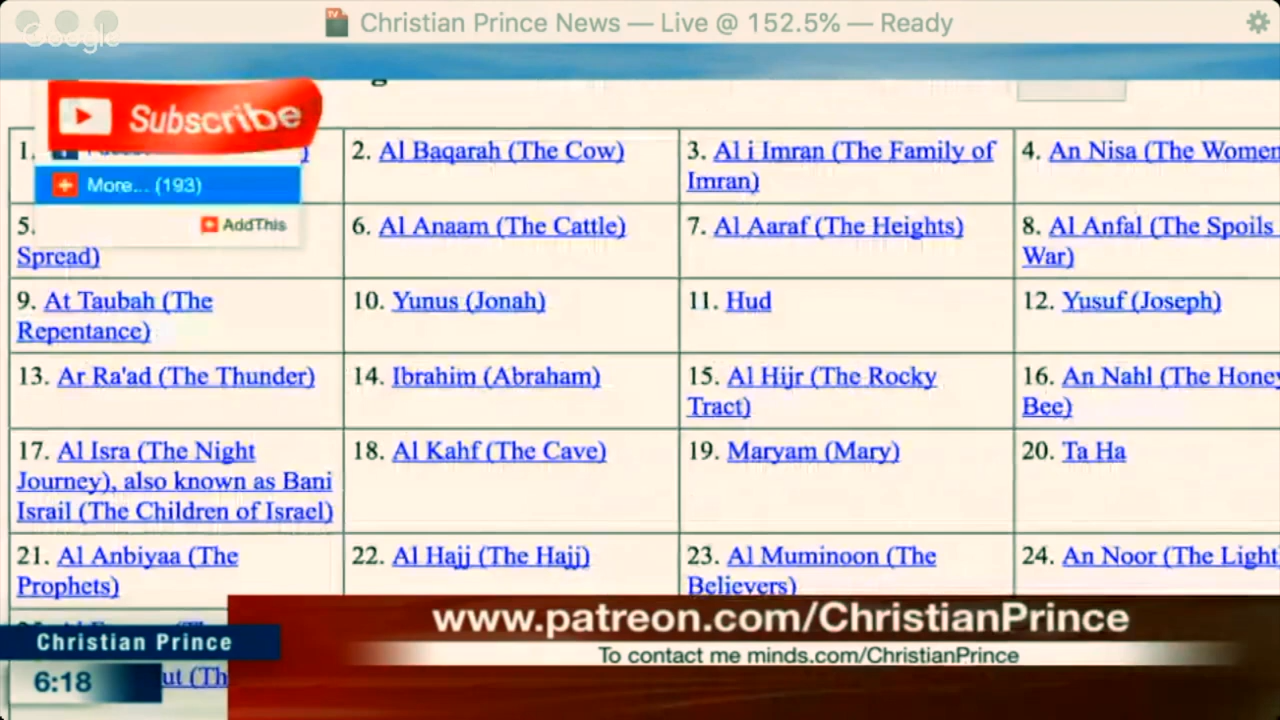 Google
Christian Prince News — Live @ 152.5% — Ready
Subscribe
1.
More... (193)
AddThis
2. Al Baqarah (The Cow)
3. Al i Imran (The Family of
Imran)
4. An Nisa (The Women
5.
Spread)
6. Al Anaam (The Cattle)
7. Al Aaraf (The Heights)
8. Al Anfal (The Spoils
War)
9. At Taubah (The
Repentance)
10. Yunus (Jonah)
11. Hud
12. Yusuf (Joseph)
13. Ar Ra'ad (The Thunder)
14. Ibrahim (Abraham)
15. Al Hijr (The Rocky
Tract)
16. An Nahl (The Honey
Bee)
17. Al Isra (The Night
Journey), also known as Bani
Israil (The Children of Israel)
18. Al Kahf (The Cave)
19. Maryam (Mary)
20. Ta Ha
21. Al Anbiyaa (The
Prophets)
22. Al Hajj (The Hajj)
23. Al Muminoon (The
Believers)
24. An Noor (The Light)
www.patreon.com/ChristianPrince
To contact me minds.com/ChristianPrince
Christian Prince
6:18
ut (Th